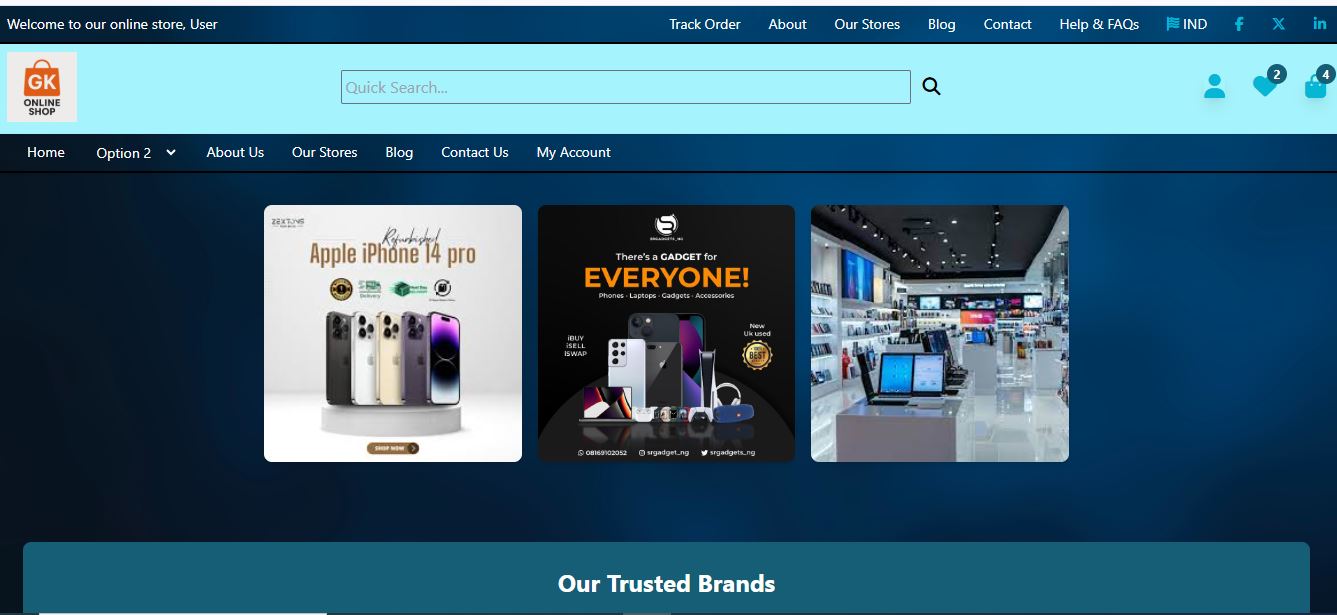 Welcome to our online store, User
Track Order About Our Stores Blog Contact Help & FAQs IND
GK
ONLINE
SHOP
Quick Search...
2
4
Home Option 2 About Us Our Stores Blog Contact Us My Account
ZEXTONS
Refurbished
Apple iPhone 14 pro
Delivery
SHOP NOW
SRGADGETS_NG
There's a GADGET for
EVERYONE!
Phones - Laptops - Gadgets - Accessories
iBUY
iSELL
iSWAP
New
Uk used
BEST
08169102052 srgadget_ng srgadgets_ng
Our Trusted Brands